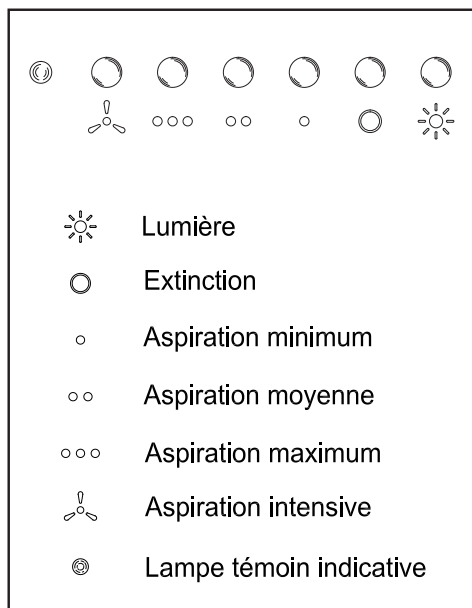 Lumière
Extinction
Aspiration minimum
Aspiration moyenne
Aspiration maximum
Aspiration intensive
Lampe témoin indicative